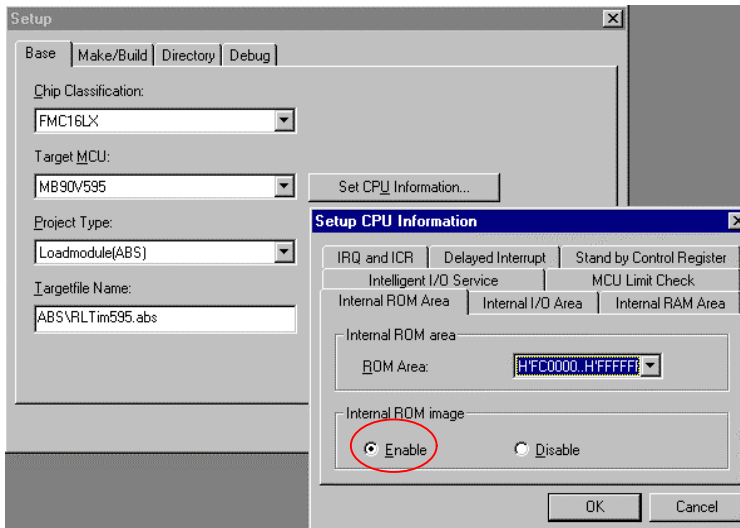 Setup
Base Make/Build Directory Debug
Chip Classification:
FMC16LX
Target MCU:
MB90V595
Set CPU Information...
Project Type:
Loadmodule(ABS)
Targetfile Name:
ABS\RLTim595.abs
Setup CPU Information
IRQ and ICR Delayed Interrupt Stand by Control Register
Intelligent I/O Service MCU Limit Check
Internal ROM Area Internal I/O Area Internal RAM Area
Internal ROM area
ROM Area:
H'FC0000..H'FFFFF
Internal ROM image
Enable Disable
OK Cancel